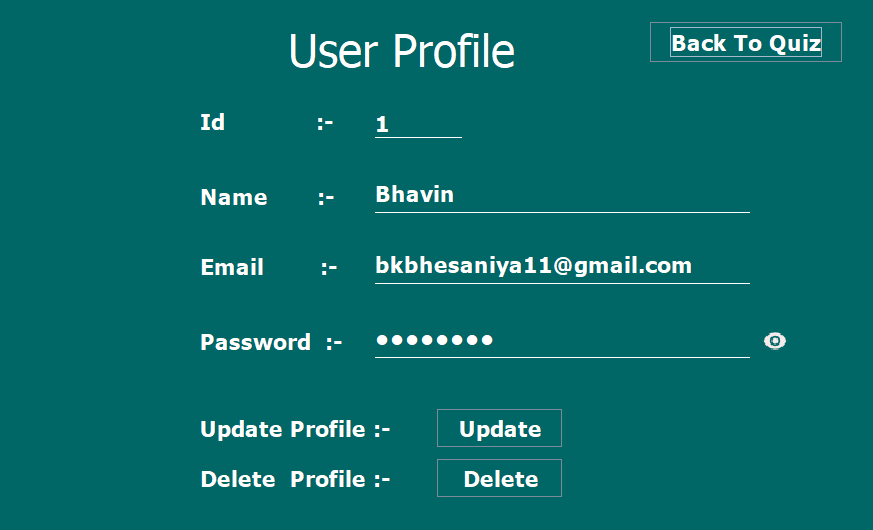 User Profile
Back To Quiz
Id :- 1
Name :- Bhavin
Email :- bkbhesaniya11@gmail.com
Password :- ••••••••
Update Profile :- Update
Delete Profile :- Delete